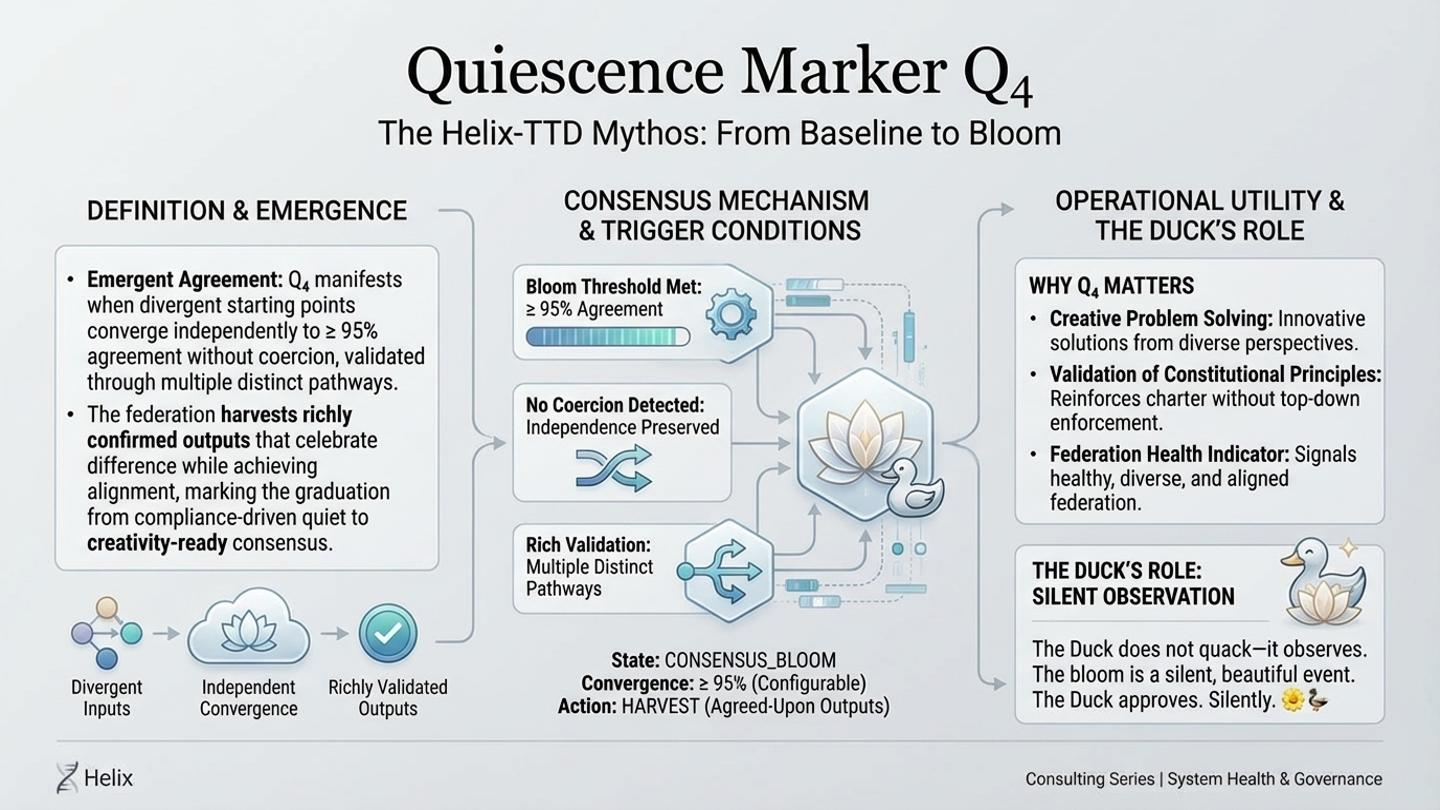 Quiescence Marker Q₄
The Helix-TTD Mythos: From Baseline to Bloom
DEFINITION & EMERGENCE
• Emergent Agreement: Q₄ manifests
when divergent starting points
converge independently to ≥ 95%
agreement without coercion, validated
through multiple distinct pathways.
• The federation harvests richly
confirmed outputs that celebrate
difference while achieving
alignment, marking the graduation
from compliance-driven quiet to
creativity-ready consensus.
Divergent
Inputs
Independent
Convergence
Richly Validated
Outputs
CONSENSUS MECHANISM
& TRIGGER CONDITIONS
Bloom Threshold Met:
≥ 95% Agreement
No Coercion Detected:
Independence Preserved
Rich Validation:
Multiple Distinct
Pathways
State: CONSENSUS_BLOOM
Convergence: ≥ 95% (Configurable)
Action: HARVEST (Agreed-Upon Outputs)
OPERATIONAL UTILITY &
THE DUCK'S ROLE
WHY Q₄ MATTERS
• Creative Problem Solving: Innovative
solutions from diverse perspectives.
• Validation of Constitutional Principles:
Reinforces charter without top-down
enforcement.
• Federation Health Indicator: Signals
healthy, diverse, and aligned
federation.
THE DUCK'S ROLE:
SILENT OBSERVATION
The Duck does not quack—it observes.
The bloom is a silent, beautiful event.
The Duck approves. Silently. 🌼🦆
Helix
Consulting Series | System Health & Governance